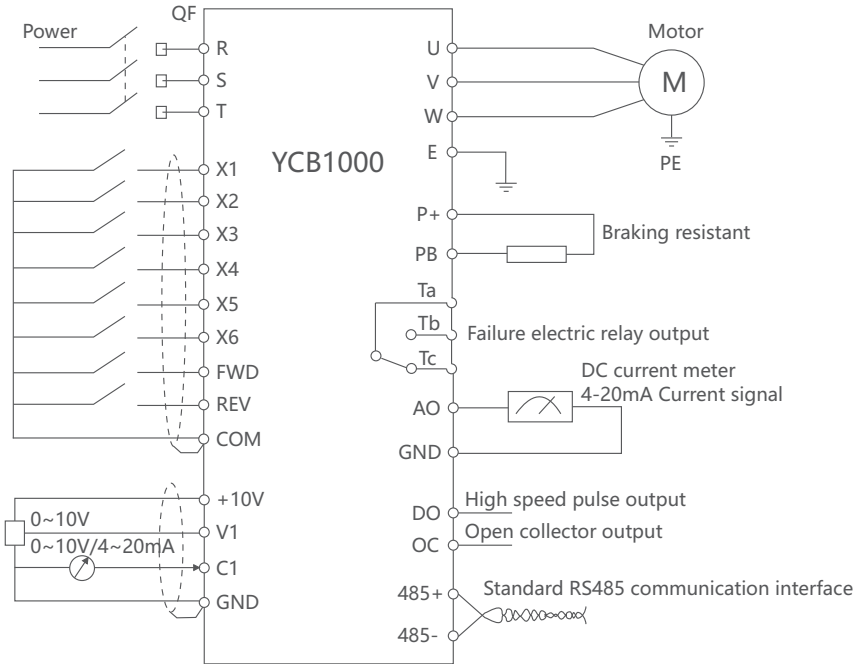 QF
Power
R
S
T
X1
X2
X3
X4
X5
X6
FWD
REV
COM
+10V
0~10V
V1
0~10V/4~20mA
C1
GND
YCB1000
Motor
U
V
W
M
E
PE
P+
PB
Braking resistant
Ta
Tb
Tc
Failure electric relay output
DC current meter
4-20mA Current signal
AO
GND
DO
High speed pulse output
OC
Open collector output
485+
Standard RS485 communication interface
485-